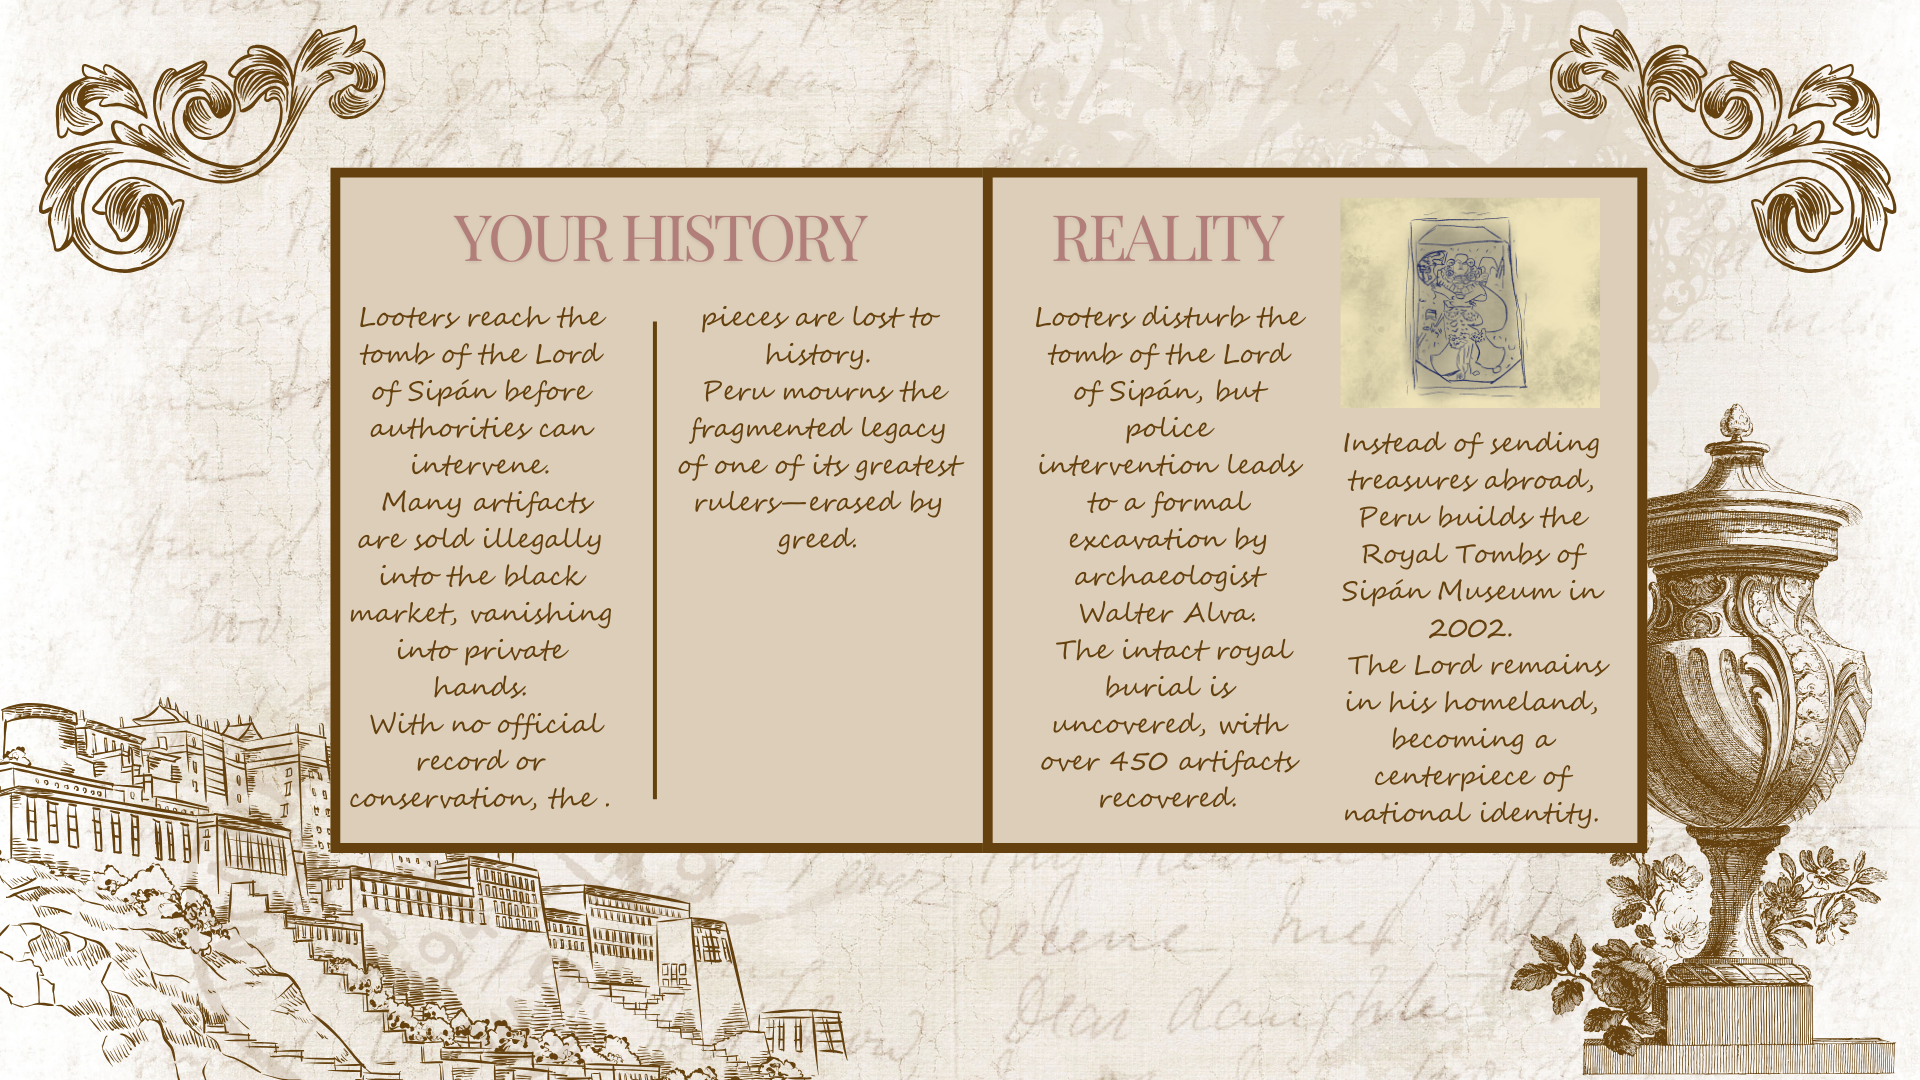 YOUR HISTORY
Looters reach the
tomb of the Lord
of Sipán before
authorities can
intervene.
Many artifacts
are sold illegally
into the black
market, vanishing
into private
hands.
With no official
record or
conservation, the .
pieces are lost to
history.
Peru mourns the
fragmented legacy
of one of its greatest
rulers—erased by
greed.
REALITY
Looters disturb the
tomb of the Lord
of Sipán, but
police
intervention leads
to a formal
excavation by
archaeologist
Walter Alva.
The intact royal
burial is
uncovered, with
over 450 artifacts
recovered.
Instead of sending
treasures abroad,
Peru builds the
Royal Tombs of
Sipán Museum in
2002.
The Lord remains
in his homeland,
becoming a
centerpiece of
national identity.
Dear daughter